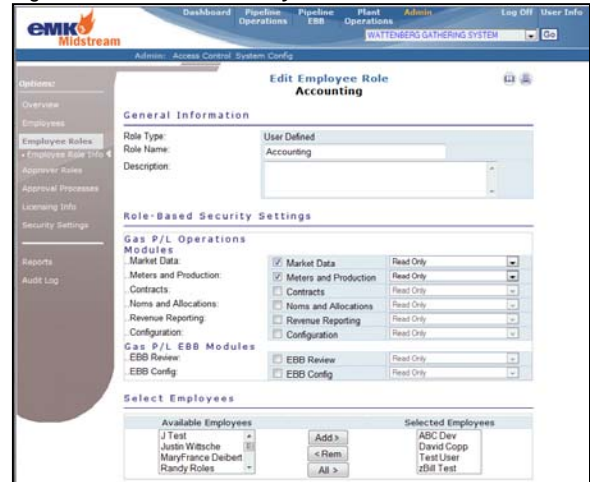 emk
Midstream
Dashboard Pipeline Operations Pipeline EBB Plant Operations Admin Log Off User Info
WATTENBERG GATHERING SYSTEM Go
Admin: Access Control System Config
Options:
Overview
Employees
Employee Roles
• Employee Role Info
Approver Roles
Approval Processes
Licensing Info
Security Settings
Reports
Audit Log
Edit Employee Role
Accounting
General Information
Role Type: User Defined
Role Name: Accounting
Description:
Role-Based Security Settings
Gas P/L Operations
Modules
..Market Data: Market Data Read Only
..Meters and Production: Meters and Production Read Only
..Contracts: Contracts Read Only
..Noms and Allocations: Noms and Allocations Read Only
..Revenue Reporting: Revenue Reporting Read Only
..Configuration: Configuration Read Only
Gas P/L EBB Modules
..EBB Review: EBB Review Read Only
..EBB Config: EBB Config Read Only
Select Employees
Available Employees Selected Employees
J Test Add > ABC Dev
Justin Wittsche David Copp
MaryFrance Deibert < Rem TestUser
Randy Roles All > zBill Test